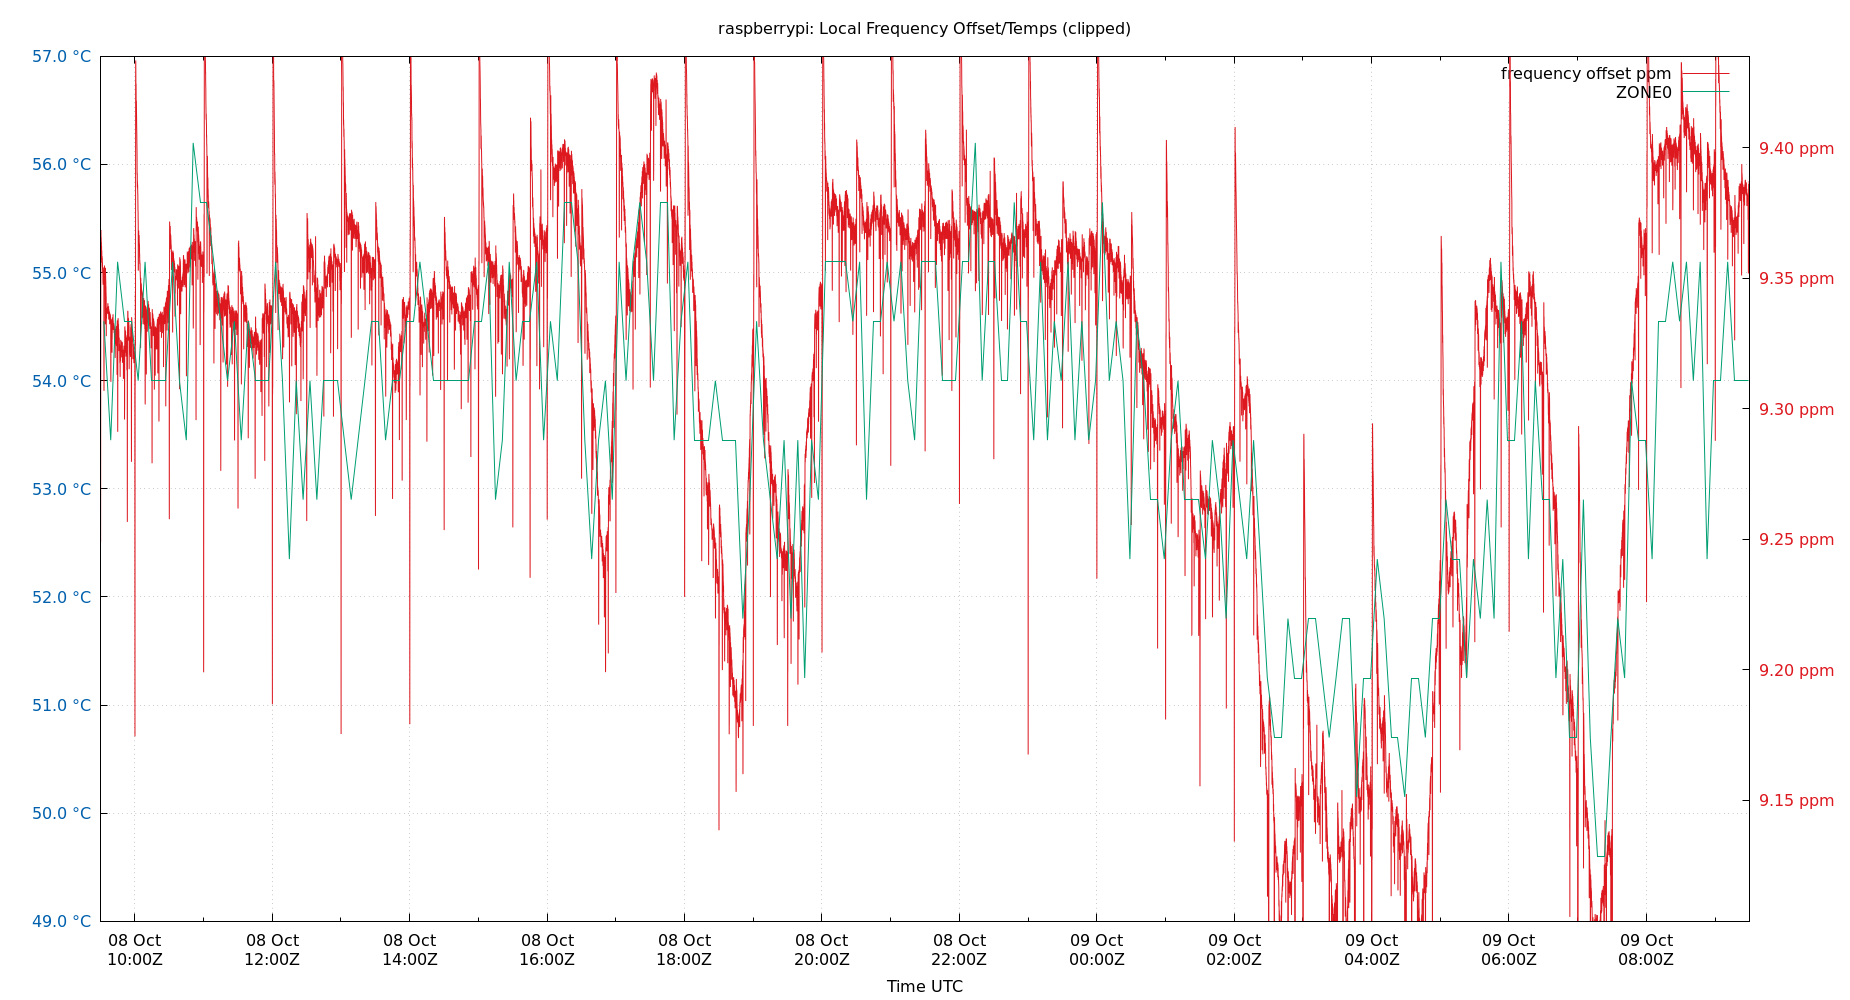 raspberrypi: Local Frequency Offset/Temps (clipped)
57.0 °C
56.0 °C
55.0 °C
54.0 °C
53.0 °C
52.0 °C
51.0 °C
50.0 °C
49.0 °C
frequency offset ppm
ZONE0
9.40 ppm
9.35 ppm
9.30 ppm
9.25 ppm
9.20 ppm
9.15 ppm
08 Oct
10:00Z
08 Oct
12:00Z
08 Oct
14:00Z
08 Oct
16:00Z
08 Oct
18:00Z
08 Oct
20:00Z
08 Oct
22:00Z
09 Oct
00:00Z
09 Oct
02:00Z
09 Oct
04:00Z
09 Oct
06:00Z
09 Oct
08:00Z
Time UTC